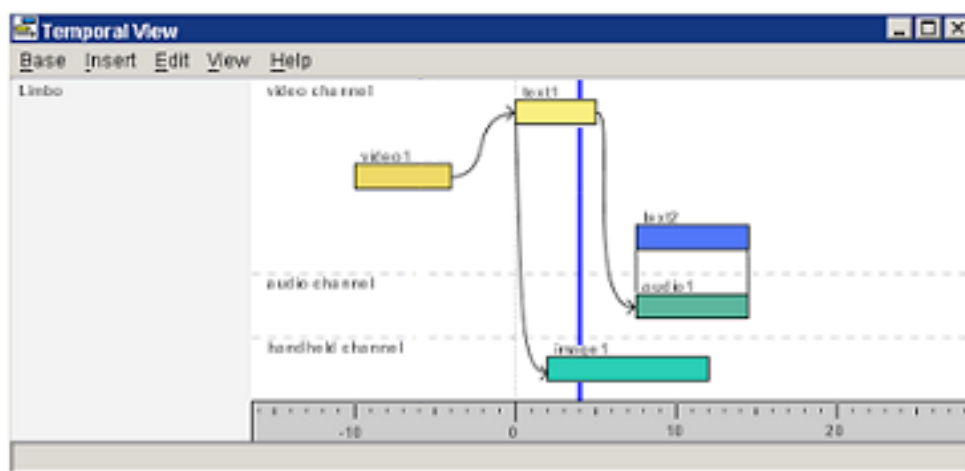 Temporal View
Base Insert Edit View Help
Limbo
video channel
text1
video1
text2
audio channel
audio1
handheld channel
image1
-10 0 10 20